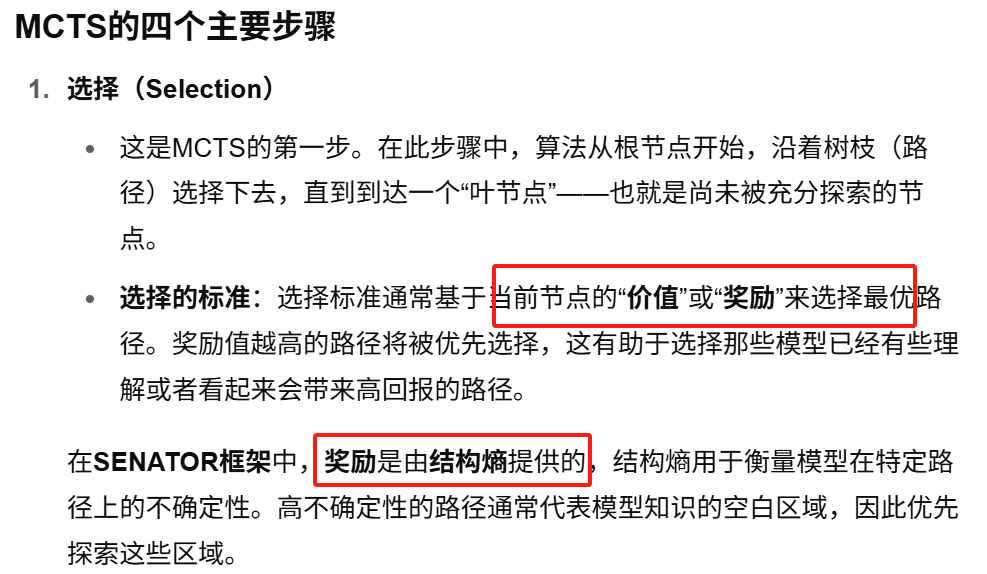 MCTS的四个主要步骤
1. 选择（Selection）
• 这是MCTS的第一步。在此步骤中，算法从根节点开始，沿着树枝（路
径）选择下去，直到到达一个“叶节点”——也就是尚未被充分探索的节
点。
• 选择的标准：选择标准通常基于当前节点的“价值”或“奖励”来选择最优路
径。奖励值越高的路径将被优先选择，这有助于选择那些模型已经有些理
解或者看起来会带来高回报的路径。
在SENATOR框架中，奖励是由结构熵提供的，结构熵用于衡量模型在特定路
径上的不确定性。高不确定性的路径通常代表模型知识的空白区域，因此优先
探索这些区域。